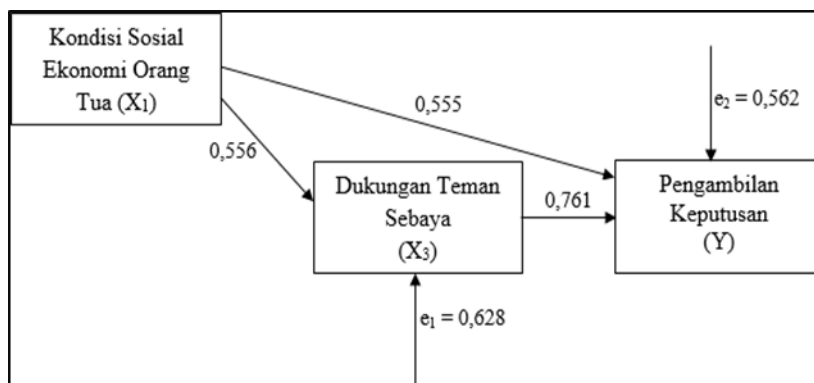 Kondisi Sosial
Ekonomi Orang
Tua (X₁)
0,555
e₂ = 0,562
0,556
Dukungan Teman
Sebaya
(X₃)
0,761
Pengambilan
Keputusan
(Y)
e₁ = 0,628